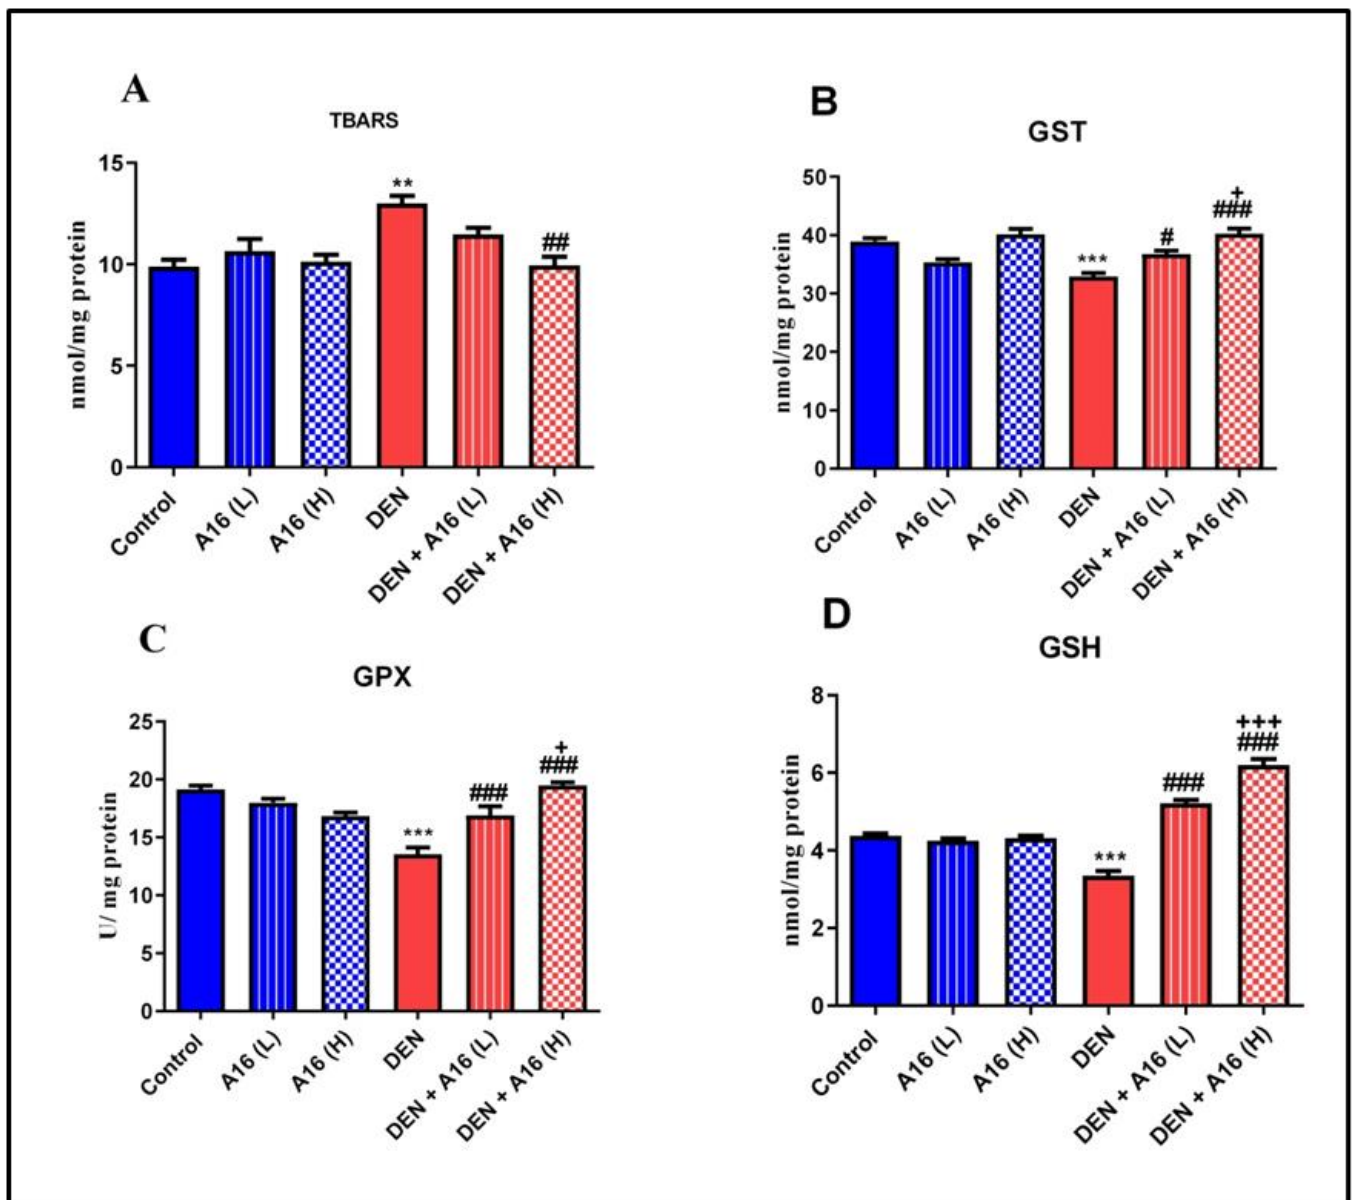 A
TBARS
15
10
5
0
nmol/mg protein
**
##
Control
A16 (L)
A16 (H)
DEN
DEN + A16 (L)
DEN + A16 (H)
B
GST
50
40
30
20
10
0
nmol/mg protein
***
#
+
###
Control
A16 (L)
A16 (H)
DEN
DEN + A16 (L)
DEN + A16 (H)
C
GPX
25
20
15
10
5
0
U/ mg protein
***
###
+
###
Control
A16 (L)
A16 (H)
DEN
DEN + A16 (L)
DEN + A16 (H)
D
GSH
8
6
4
2
0
nmol/mg protein
***
###
+++
###
Control
A16 (L)
A16 (H)
DEN
DEN + A16 (L)
DEN + A16 (H)